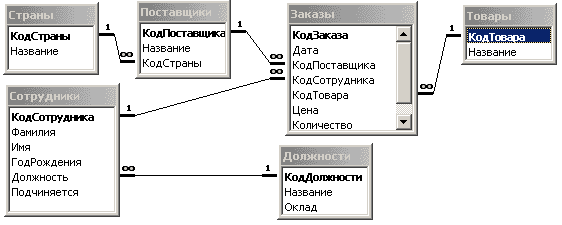 Страны
КодСтраны
Название
Поставщики
КодПоставщика
Название
КодСтраны
Заказы
КодЗаказа
Дата
КодПоставщика
КодСотрудника
КодТовара
Цена
Количество
Товары
КодТовара
Название
Сотрудники
КодСотрудника
Фамилия
Имя
ГодРождения
Должность
Подчиняется
Должности
КодДолжности
Название
Оклад
1
∞
1
∞
∞
1
∞
1
∞
1